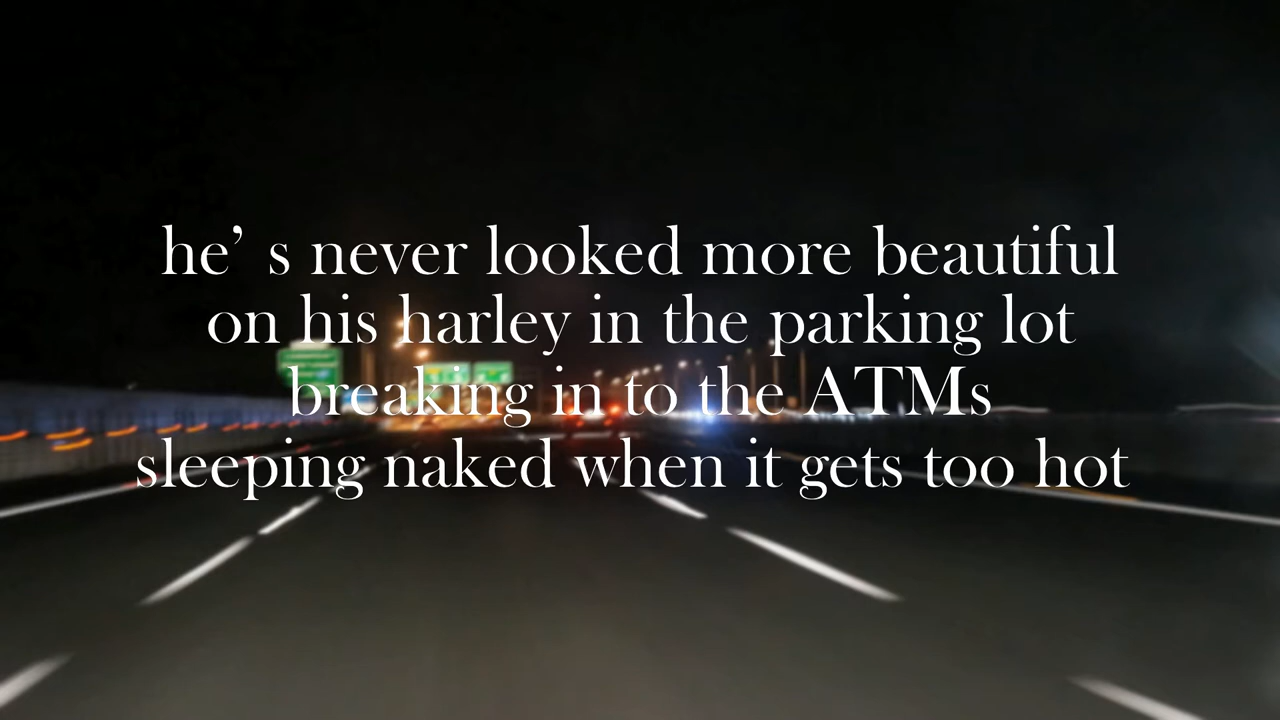 he’ s never looked more beautiful
on his harley in the parking lot
breaking in to the ATMs
sleeping naked when it gets too hot